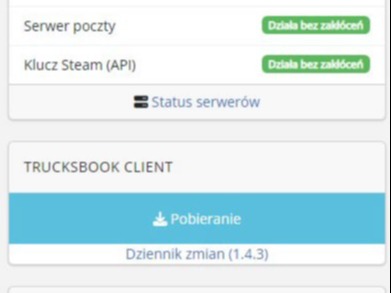 Serwer poczty Działa bez zakłóceń
Klucz Steam (API) Działa bez zakłóceń
Status serwerów
TRUCKSBOOK CLIENT
Pobieranie
Dziennik zmian (1.4.3)